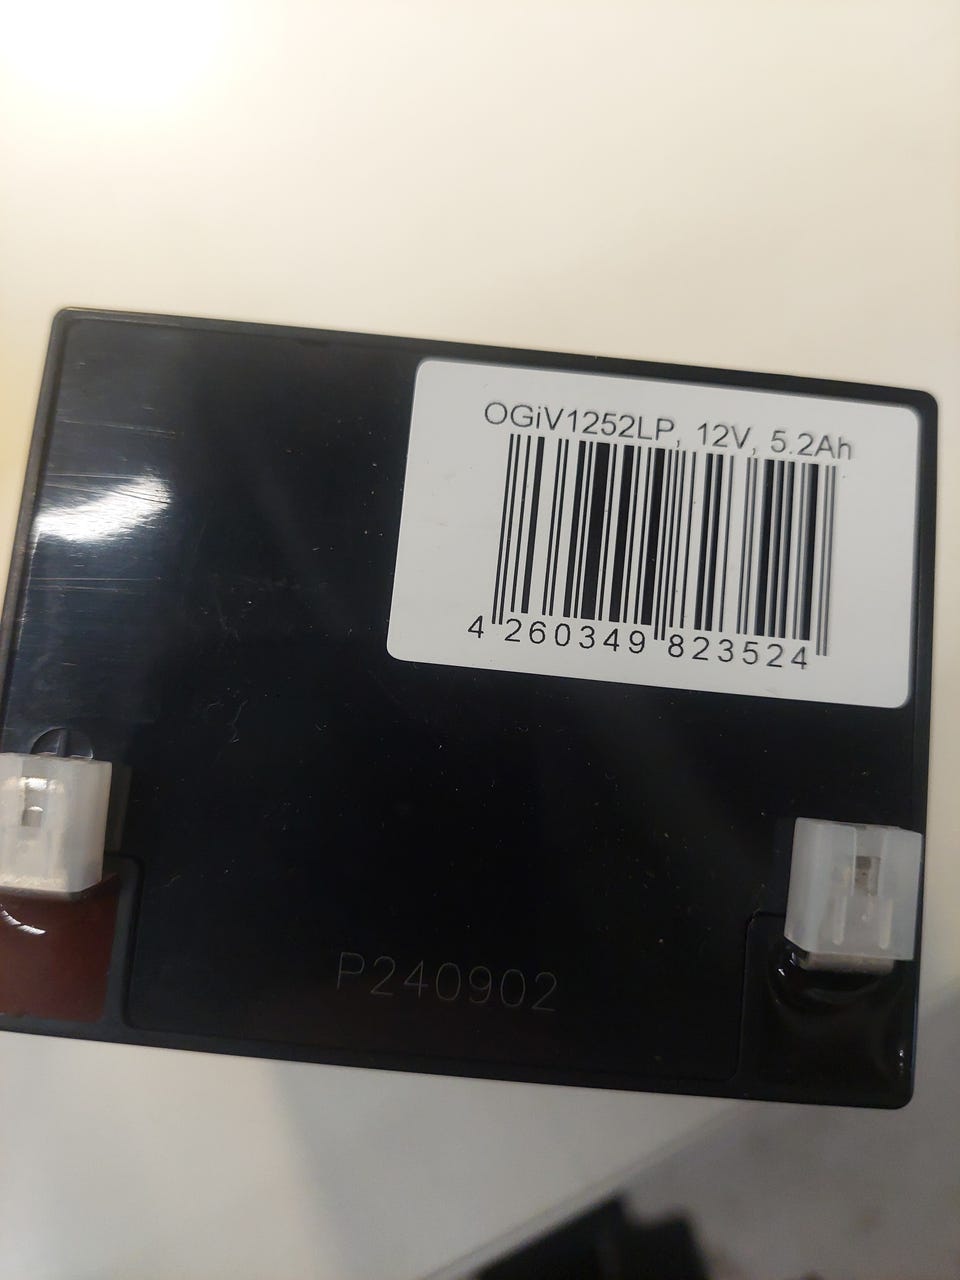 OGiV1252LP, 12V, 5.2Ah
4 260349 823524
P240902